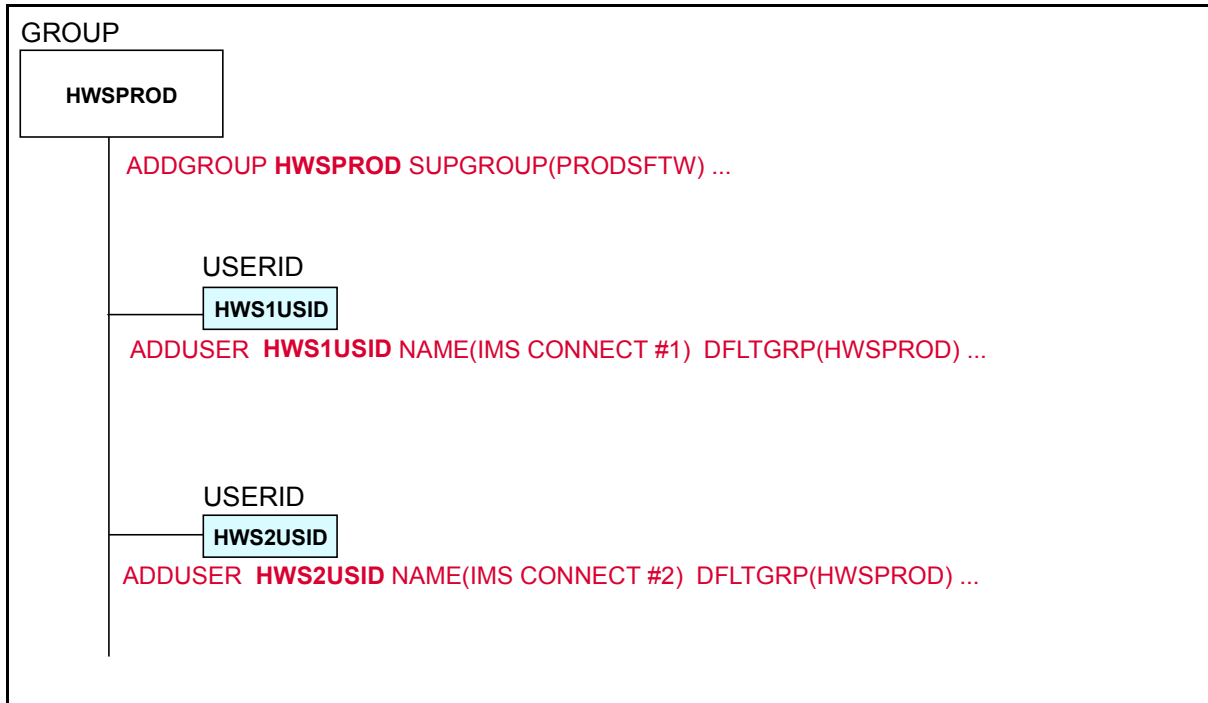 GROUP
HWSPROD
ADDGROUP HWSPROD SUPGROUP(PRODSFTW) ...
USERID
HWS1USID
ADDUSER HWS1USID NAME(IMS CONNECT #1) DFLTGRP(HWSPROD) ...
USERID
HWS2USID
ADDUSER HWS2USID NAME(IMS CONNECT #2) DFLTGRP(HWSPROD) ...